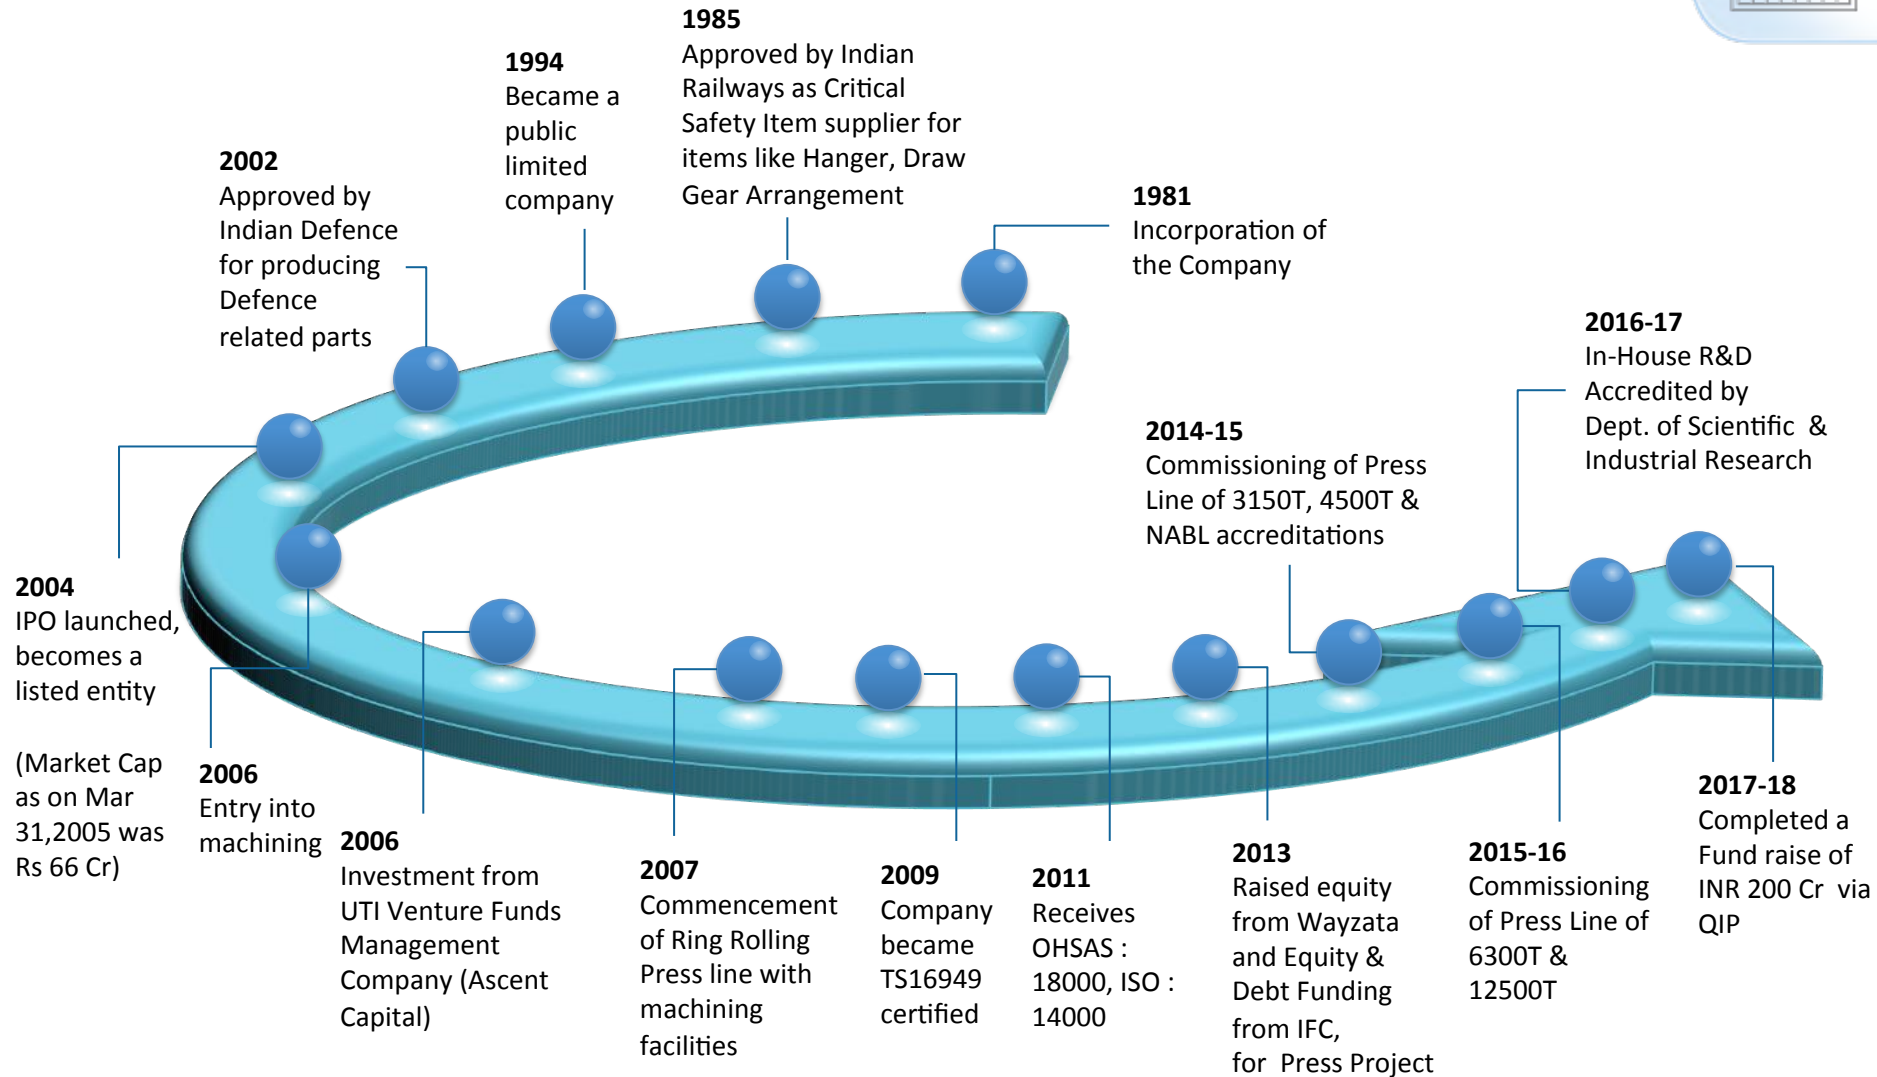 1985
Approved by Indian
Railways as Critical
Safety Item supplier for
items like Hanger, Draw
Gear Arrangement
1994
Became a
public
limited
company
2002
Approved by
Indian Defence
for producing
Defence
related parts
1981
Incorporation of
the Company
2016-17
In-House R&D
Accredited by
Dept. of Scientific &
Industrial Research
2014-15
Commissioning of Press
Line of 3150T, 4500T &
NABL accreditations
2004
IPO launched,
becomes a
listed entity
(Market Cap
as on Mar
31,2005 was
Rs 66 Cr)
2006
Entry into
machining
2006
Investment from
UTI Venture Funds
Management
Company (Ascent
Capital)
2007
Commencement
of Ring Rolling
Press line with
machining
facilities
2009
Company
became
TS16949
certified
2011
Receives
OHSAS :
18000, ISO :
14000
2013
Raised equity
from Wayzata
and Equity &
Debt Funding
from IFC,
for Press Project
2015-16
Commissioning
of Press Line of
6300T &
12500T
2017-18
Completed a
Fund raise of
INR 200 Cr via
QIP